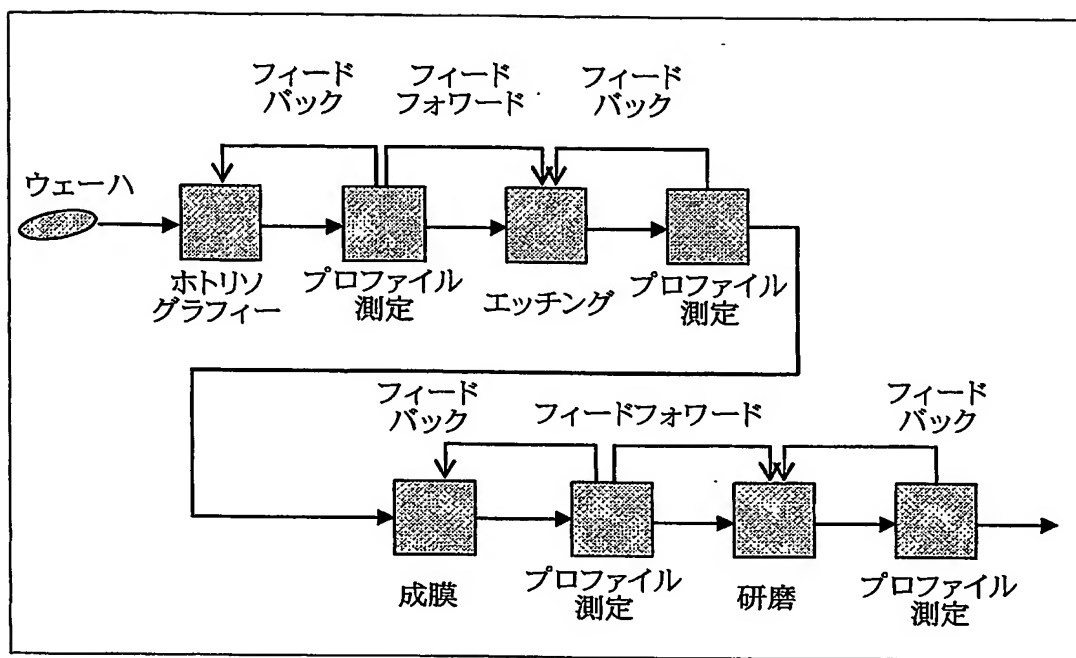 フィード
バック
フィード
フォワード
フィード
バック
ウェーハ
ホトリソ
グラフィー
プロファイル
測定
エッチング
プロファイル
測定
フィード
バック
フィードフォワード
フィード
バック
成膜
プロファイル
測定
研磨
プロファイル
測定